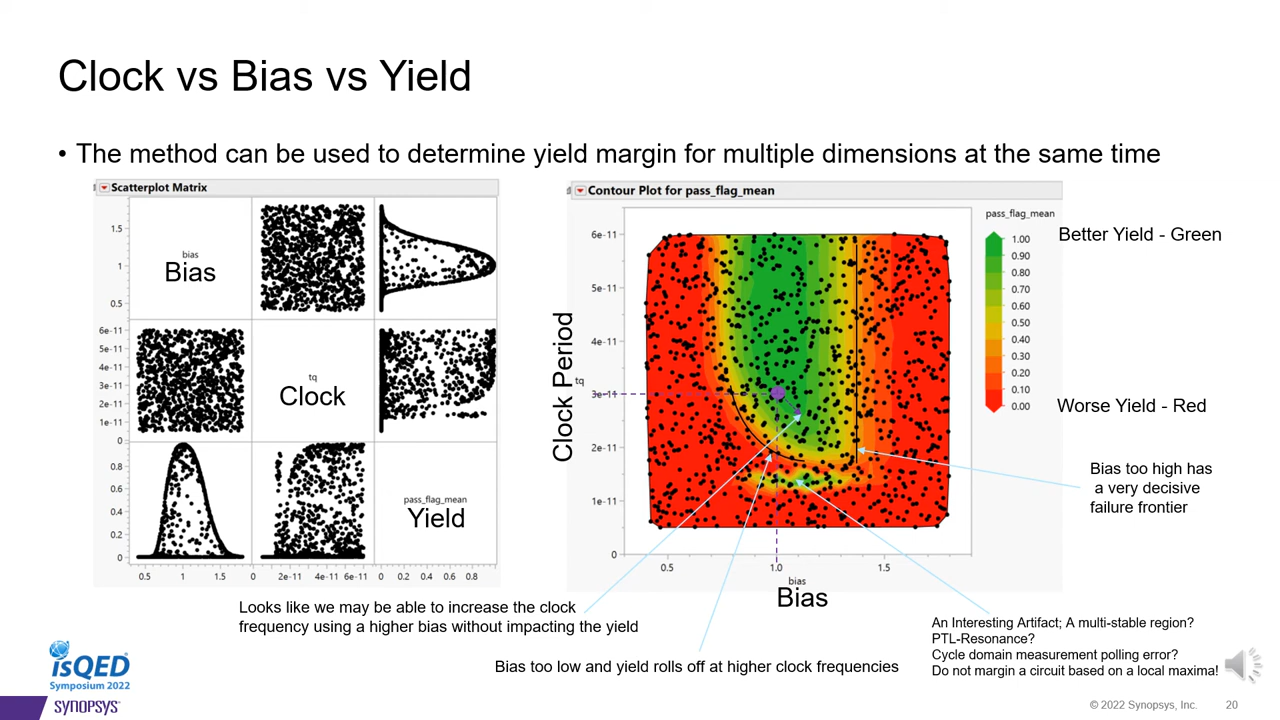 Clock vs Bias vs Yield
• The method can be used to determine yield margin for multiple dimensions at the same time
Scatterplot Matrix
1.5
1
0.5
bias
Bias
6e-11
5e-11
4e-11
3e-11
2e-11
1e-11
0
tq
Clock
0.8
0.6
0.4
0.2
0
pass_flag_mean
Yield
0.5 1 1.5 0 2e-11 4e-11 6e-11 0 0.2 0.4 0.6 0.8
Contour Plot for pass_flag_mean
Clock Period
tq
6e-11
5e-11
4e-11
3e-11
2e-11
1e-11
0
0.5 1.0 1.5
bias
Bias
pass_flag_mean
1.00
0.90
0.80
0.70
0.60
0.50
0.40
0.30
0.20
0.10
0.00
Better Yield - Green
Worse Yield - Red
Bias too high has
a very decisive
failure frontier
Looks like we may be able to increase the clock
frequency using a higher bias without impacting the yield
Bias too low and yield rolls off at higher clock frequencies
An Interesting Artifact; A multi-stable region?
PTL-Resonance?
Cycle domain measurement polling error?
Do not margin a circuit based on a local maxima!
isQED
Symposium 2022
SYNOPSYS
© 2022 Synopsys, Inc. 20